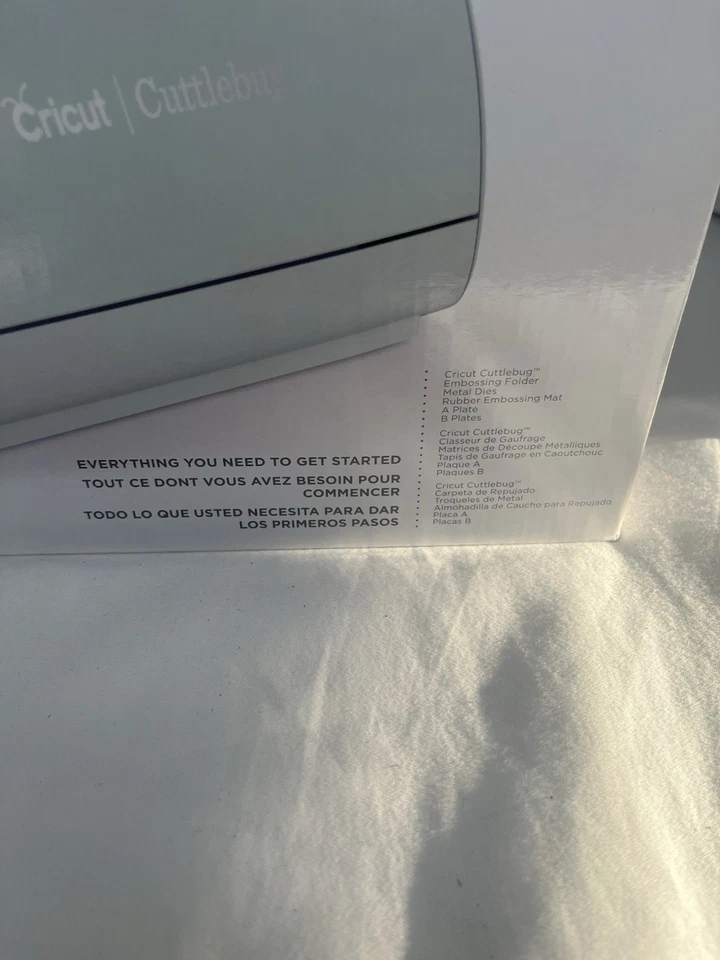 Cricut | Cuttlebug
EVERYTHING YOU NEED TO GET STARTED
TOUT CE DONT VOUS AVEZ BESOIN POUR
COMMENCER
TODO LO QUE USTED NECESITA PARA DAR
LOS PRIMEROS PASOS
Cricut Cuttlebug™
Embossing Folder
Metal Dies
Rubber Embossing Mat
A Plate
B Plates
Cricut Cuttlebug™
Classeur de Gaufrage
Matrices de Découpe Métalliques
Tapis de Gaufrage en Caoutchouc
Plaque A
Plaques B
Cricut Cuttlebug™
Carpeta de Repujado
Troqueles de Metal
Almohadilla de Caucho para Repujado
Placa A
Placas B